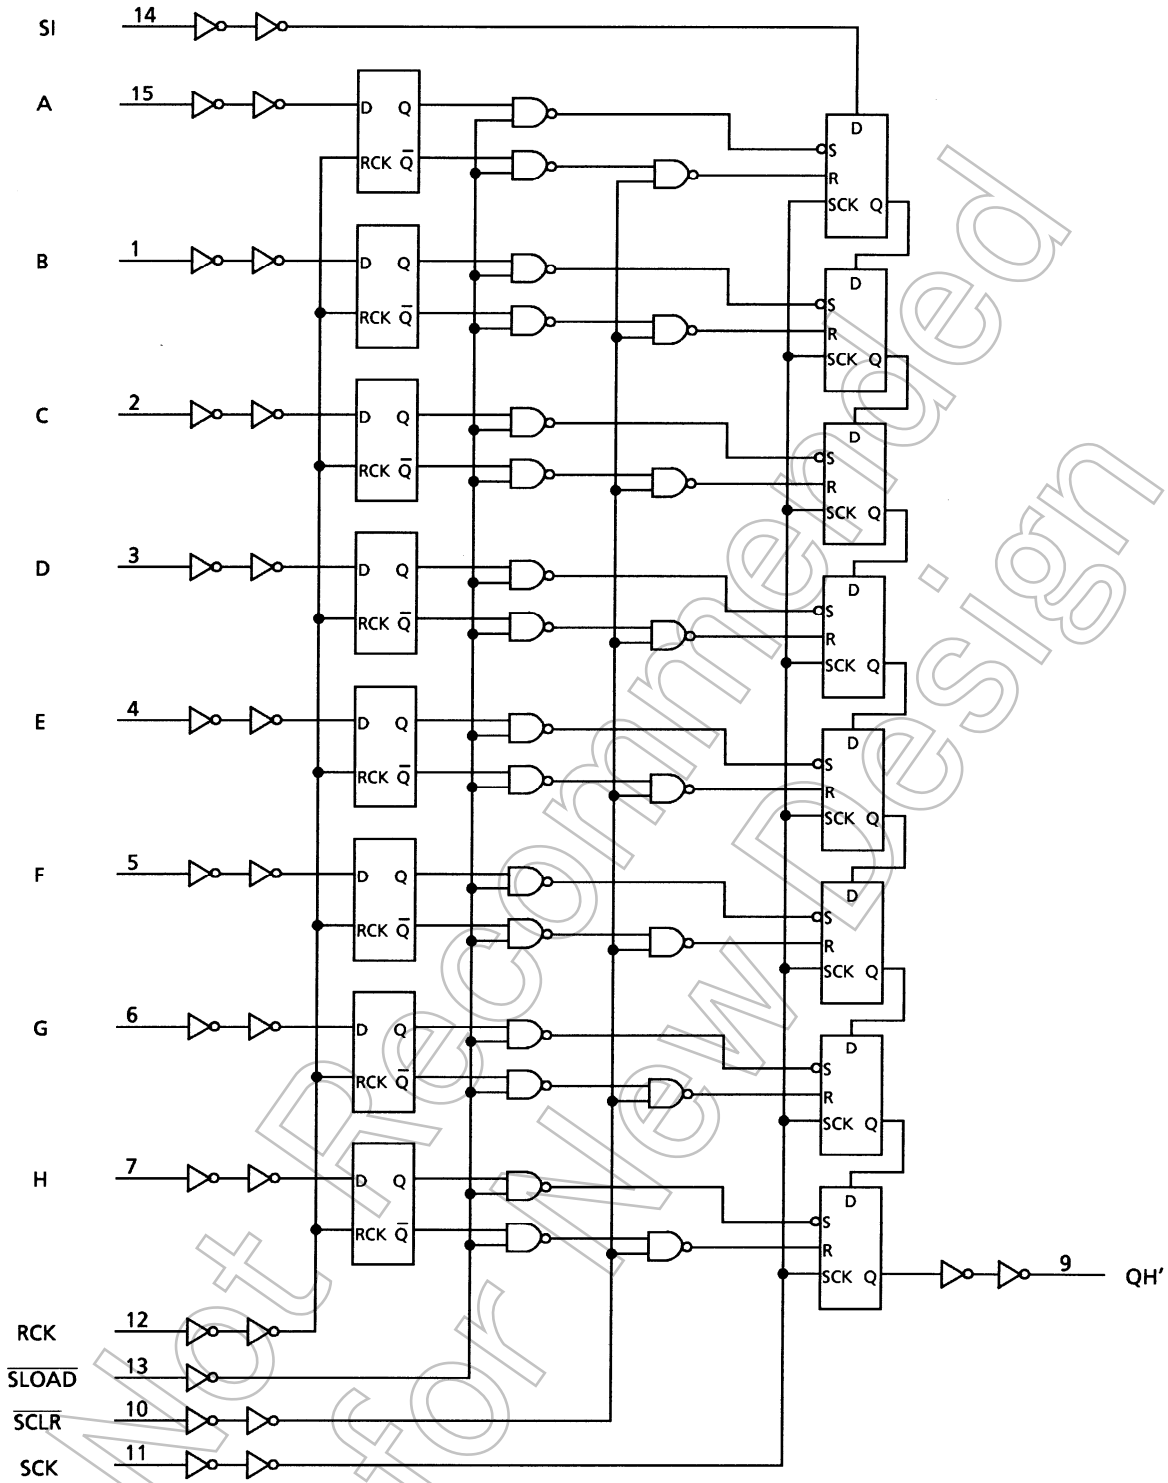 SI 14
D
A 15 D Q S
RCK Q̅ R
SCK Q
B 1 D Q D
S
RCK Q̅ R
SCK Q
C 2 D Q D
S
RCK Q̅ R
SCK Q
D 3 D Q D
S
RCK Q̅ R
SCK Q
E 4 D Q D
S
RCK Q̅ R
SCK Q
F 5 D Q D
S
RCK Q̅ R
SCK Q
G 6 D Q D
S
RCK Q̅ R
SCK Q
H 7 D Q D
S
RCK Q̅ R
SCK Q 9 QH′
RCK 12
S̅L̅O̅A̅D̅ 13
S̅C̅L̅R̅ 10
SCK 11
Not Recommended
for New Design